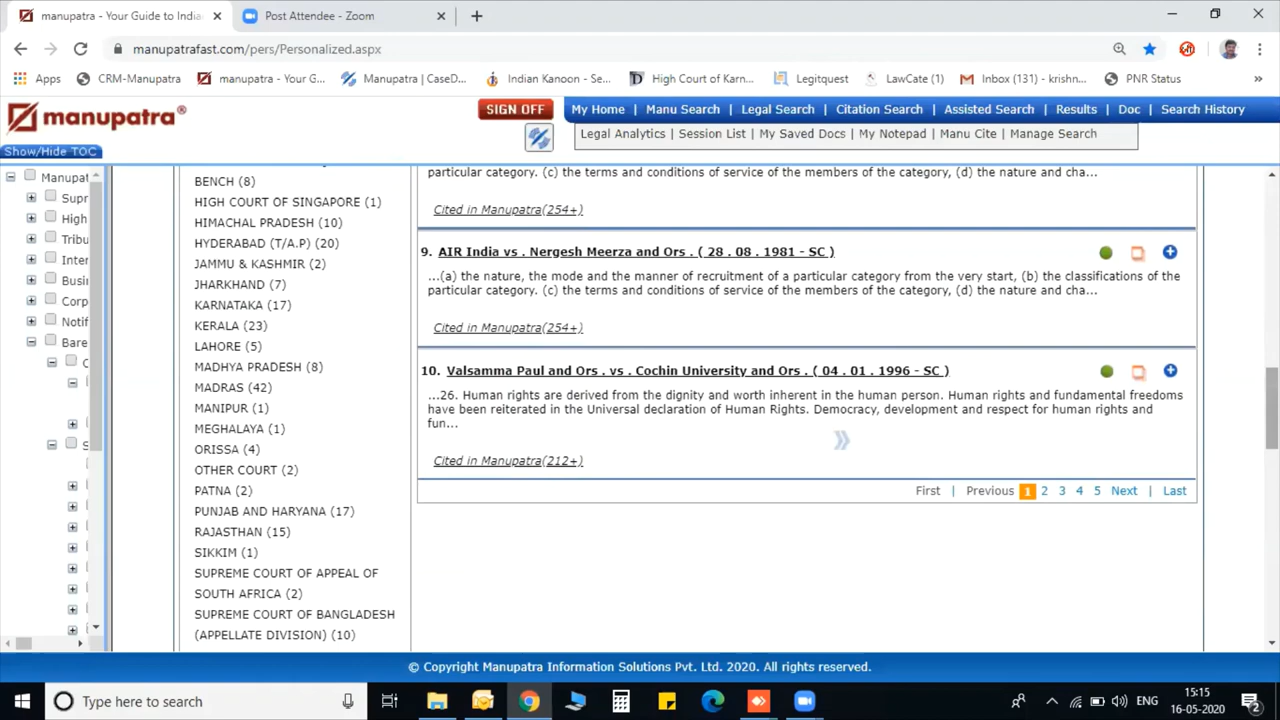 manupatra - Your Guide to India
Post Attendee - Zoom
manupatrafast.com/pers/Personalized.aspx
Apps
CRM-Manupatra
manupatra - Your G...
Manupatra | CaseD...
Indian Kanoon - Se...
High Court of Karn...
Legitquest
LawCate (1)
Inbox (131) - krishn...
PNR Status
manupatra®
SIGN OFF
My Home | Manu Search | Legal Search | Citation Search | Assisted Search | Results | Doc | Search History
Legal Analytics | Session List | My Saved Docs | My Notepad | Manu Cite | Manage Search
Show/Hide TOC
Manupat
Supr
High
Tribu
Inter
Busi
Corp
Notif
Bare
C
S
BENCH (8)
HIGH COURT OF SINGAPORE (1)
HIMACHAL PRADESH (10)
HYDERABAD (T/A.P) (20)
JAMMU & KASHMIR (2)
JHARKHAND (7)
KARNATAKA (17)
KERALA (23)
LAHORE (5)
MADHYA PRADESH (8)
MADRAS (42)
MANIPUR (1)
MEGHALAYA (1)
ORISSA (4)
OTHER COURT (2)
PATNA (2)
PUNJAB AND HARYANA (17)
RAJASTHAN (15)
SIKKIM (1)
SUPREME COURT OF APPEAL OF
SOUTH AFRICA (2)
SUPREME COURT OF BANGLADESH
(APPELLATE DIVISION) (10)
particular category. (c) the terms and conditions of service of the members of the category, (d) the nature and cha...
Cited in Manupatra(254+)
9. AIR India vs . Nergesh Meerza and Ors . ( 28 . 08 . 1981 - SC )
...(a) the nature, the mode and the manner of recruitment of a particular category from the very start, (b) the classifications of the
particular category. (c) the terms and conditions of service of the members of the category, (d) the nature and cha...
Cited in Manupatra(254+)
10. Valsamma Paul and Ors . vs . Cochin University and Ors . ( 04 . 01 . 1996 - SC )
...26. Human rights are derived from the dignity and worth inherent in the human person. Human rights and fundamental freedoms
have been reiterated in the Universal declaration of Human Rights. Democracy, development and respect for human rights and
fun...
Cited in Manupatra(212+)
First | Previous 1 2 3 4 5 Next | Last
© Copyright Manupatra Information Solutions Pvt. Ltd. 2020. All rights reserved.
Type here to search
ENG
15:15
16-05-2020
2